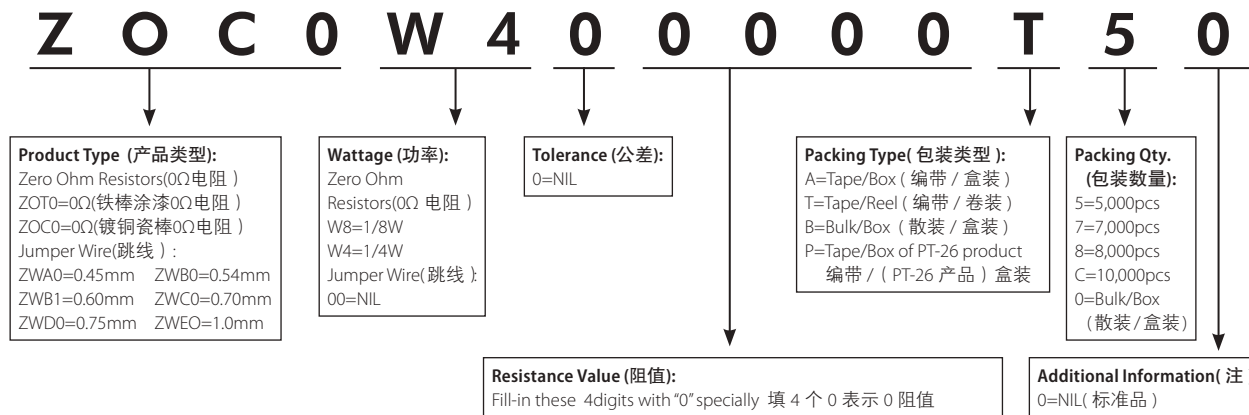 Z O C 0 W 4 0 0 0 0 0 T 5 0
Product Type (产品类型):
Zero Ohm Resistors(0Ω电阻)
ZOT0=0Ω(铁棒涂漆0Ω电阻)
ZOC0=0Ω(镀铜瓷棒0Ω电阻)
Jumper Wire(跳线):
ZWA0=0.45mm ZWB0=0.54mm
ZWB1=0.60mm ZWC0=0.70mm
ZWD0=0.75mm ZWEO=1.0mm
Wattage (功率):
Zero Ohm
Resistors(0Ω 电阻)
W8=1/8W
W4=1/4W
Jumper Wire(跳线):
00=NIL
Tolerance (公差):
0=NIL
Packing Type( 包装类型 ):
A=Tape/Box ( 编带 / 盒装 )
T=Tape/Reel ( 编带 / 卷装 )
B=Bulk/Box ( 散装 / 盒装 )
P=Tape/Box of PT-26 product
编带 / ( PT-26 产品 ) 盒装
Packing Qty.
(包装数量):
5=5,000pcs
7=7,000pcs
8=8,000pcs
C=10,000pcs
0=Bulk/Box
(散装/盒装)
Resistance Value (阻值):
Fill-in these 4digits with “0” specially 填 4 个 0 表示 0 阻值
Additional Information( 注
0=NIL( 标准品 )